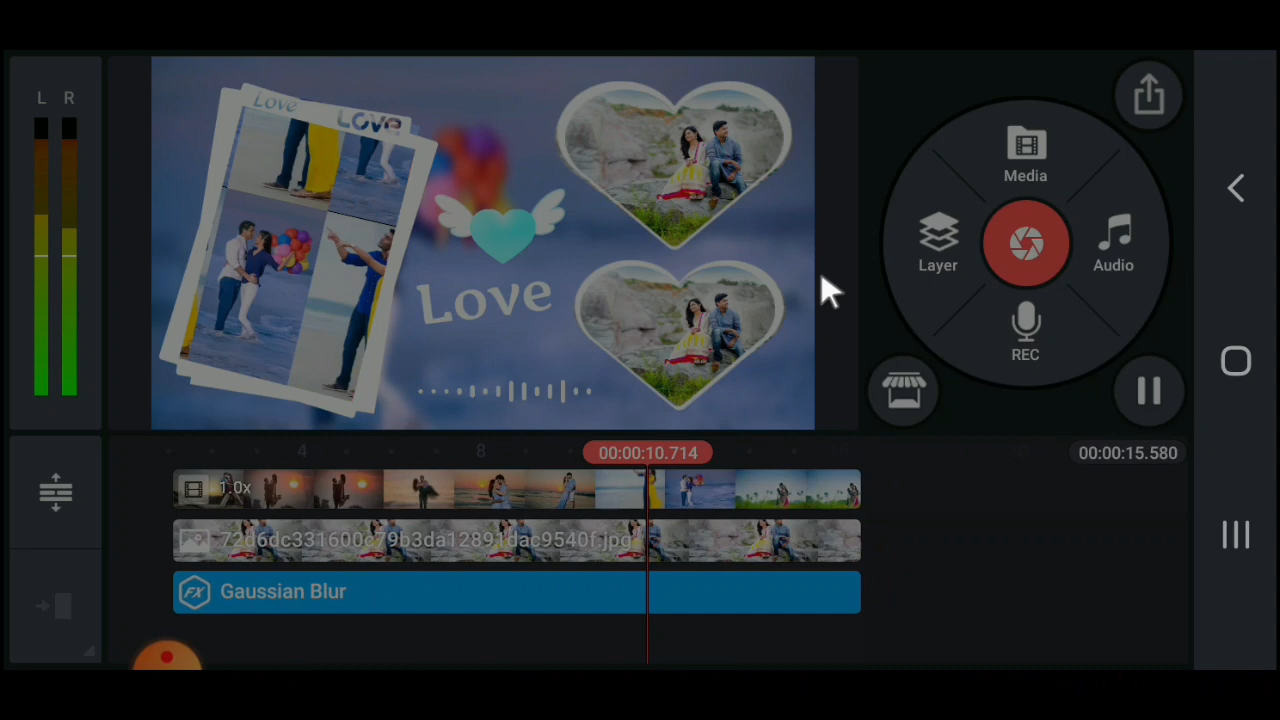 L R
Love
LOVE
Love
Media
Layer
Audio
REC
4
8
00:00:10.714
00:00:15.580
1.0x
72d6dc331600c79b3da12891dac9540f.jpg
FX
Gaussian Blur